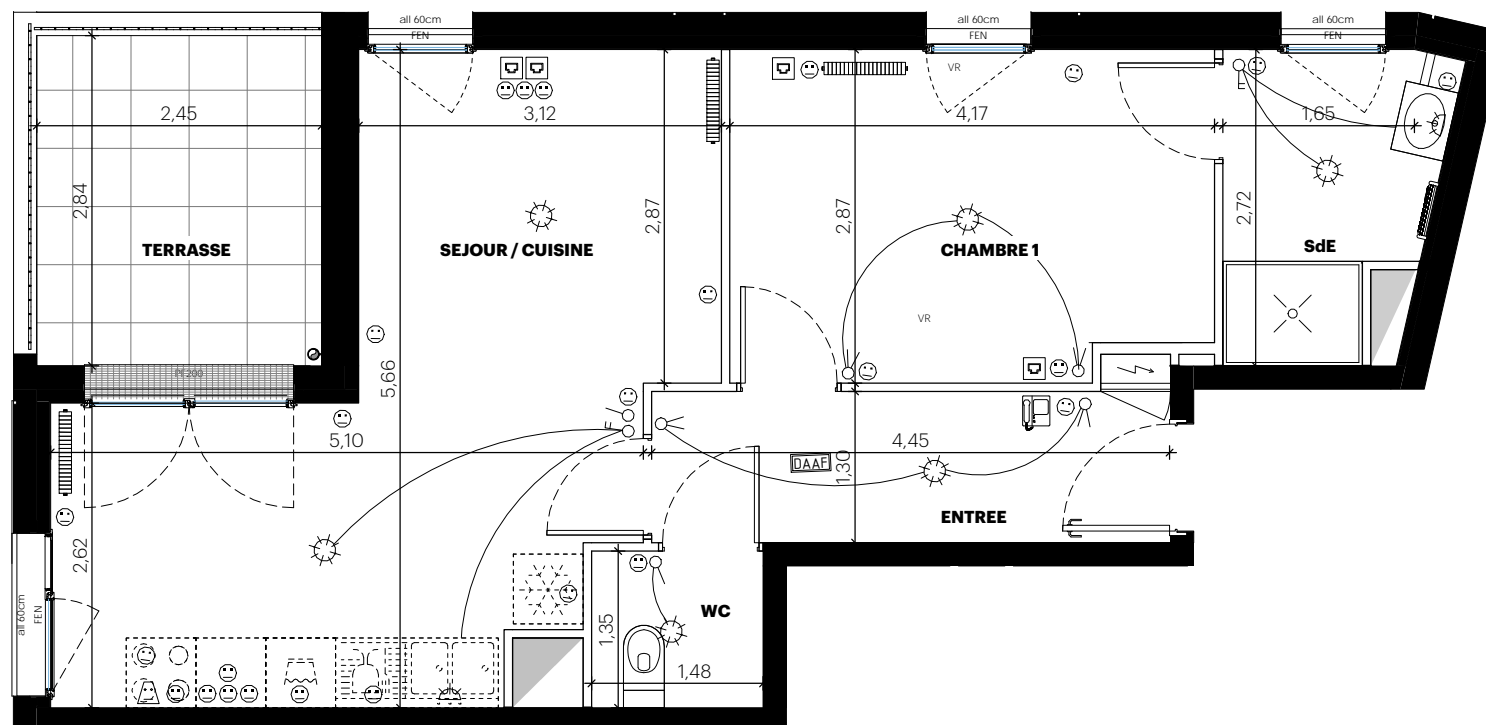 all 60cm
FEN
all 60cm
FEN
all 60cm
FEN
VR
2,45
3,12
4,17
1,65
2,84
2,87
2,87
2,72
TERRASSE
SEJOUR / CUISINE
CHAMBRE 1
SdE
VR
PF200
5,66
5,10
4,45
DAAF
1,30
ENTREE
2,62
all 60cm
FEN
WC
1,35
1,48